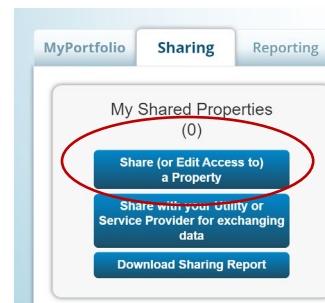 MyPortfolio Sharing Reporting
My Shared Properties
(0)
Share (or Edit Access to)
a Property
Share with your Utility or
Service Provider for exchanging
data
Download Sharing Report